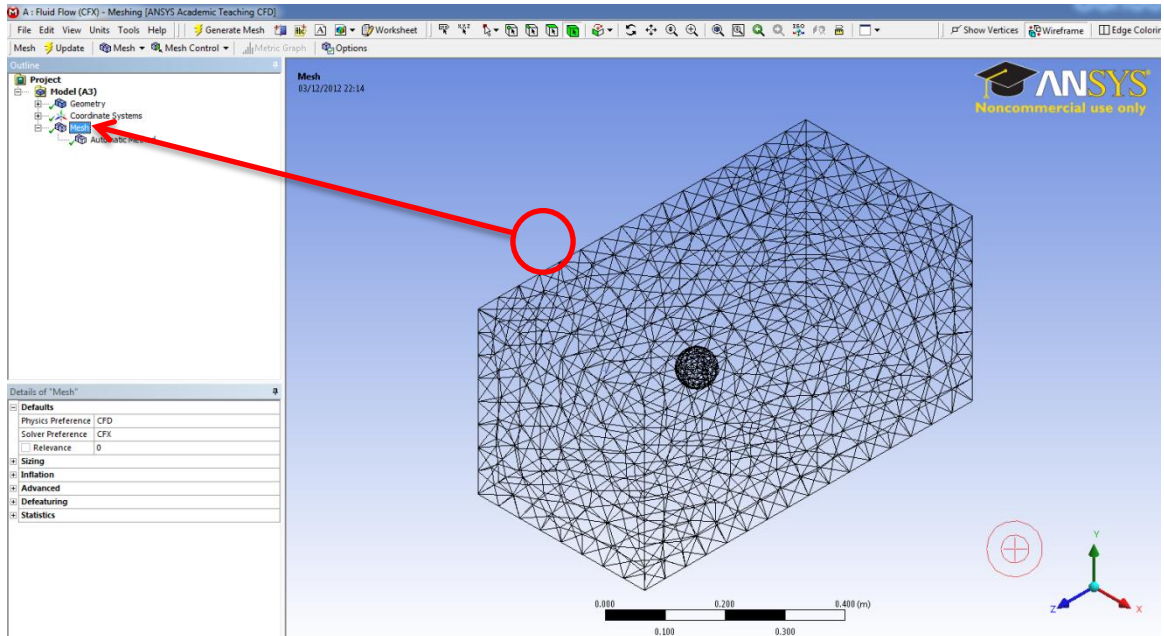 A : Fluid Flow (CFX) - Meshing [ANSYS Academic Teaching CFD]
File Edit View Units Tools Help Generate Mesh Worksheet Show Vertices Wireframe Edge Colorin
Mesh Update Mesh Mesh Control Metric Graph Options
Outline
Project
Model (A3)
Geometry
Coordinate Systems
Mesh
Automatic
Details of "Mesh"
Defaults
Physics Preference CFD
Solver Preference CFX
Relevance 0
Sizing
Inflation
Advanced
Defeaturing
Statistics
Mesh
03/12/2012 22:14
ANSYS
Noncommercial use only
0.000 0.200 0.400 (m)
0.100 0.300
Y
Z X